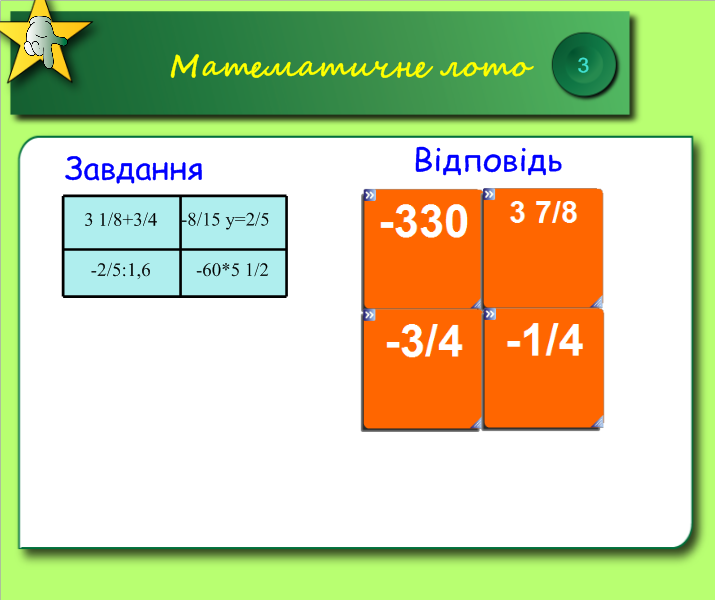 Математичне лото
3
Завдання
Відповідь
3 1/8+3/4
-8/15 y=2/5
-2/5:1,6
-60*5 1/2
-330
3 7/8
-3/4
-1/4